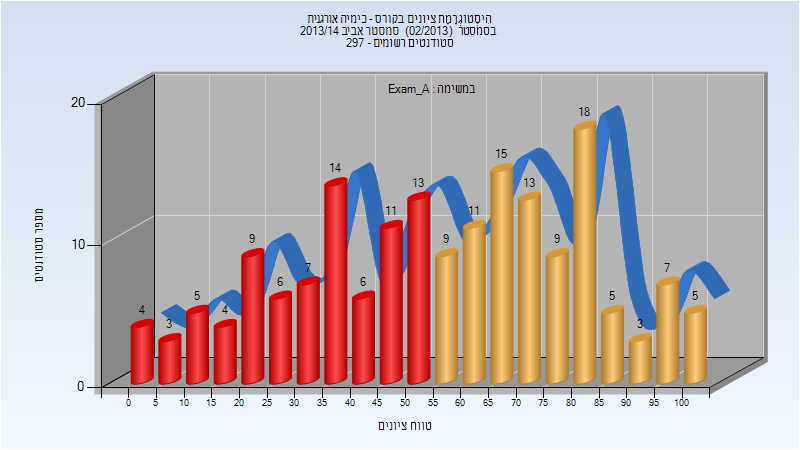 היסטוגרמת ציונים בקורס - כימיה אורגנית
בסמסטר (02/2013) סמסטר אביב 2013/14
סטודנטים רשומים - 297
במשימה : Exam_A
20
10
0
מספר סטודנטים
4 3 5 4 9 6 7 14 6 11 13 9 11 15 13 9 18 5 3 7 5
0 5 10 15 20 25 30 35 40 45 50 55 60 65 70 75 80 85 90 95 100
טווח ציונים